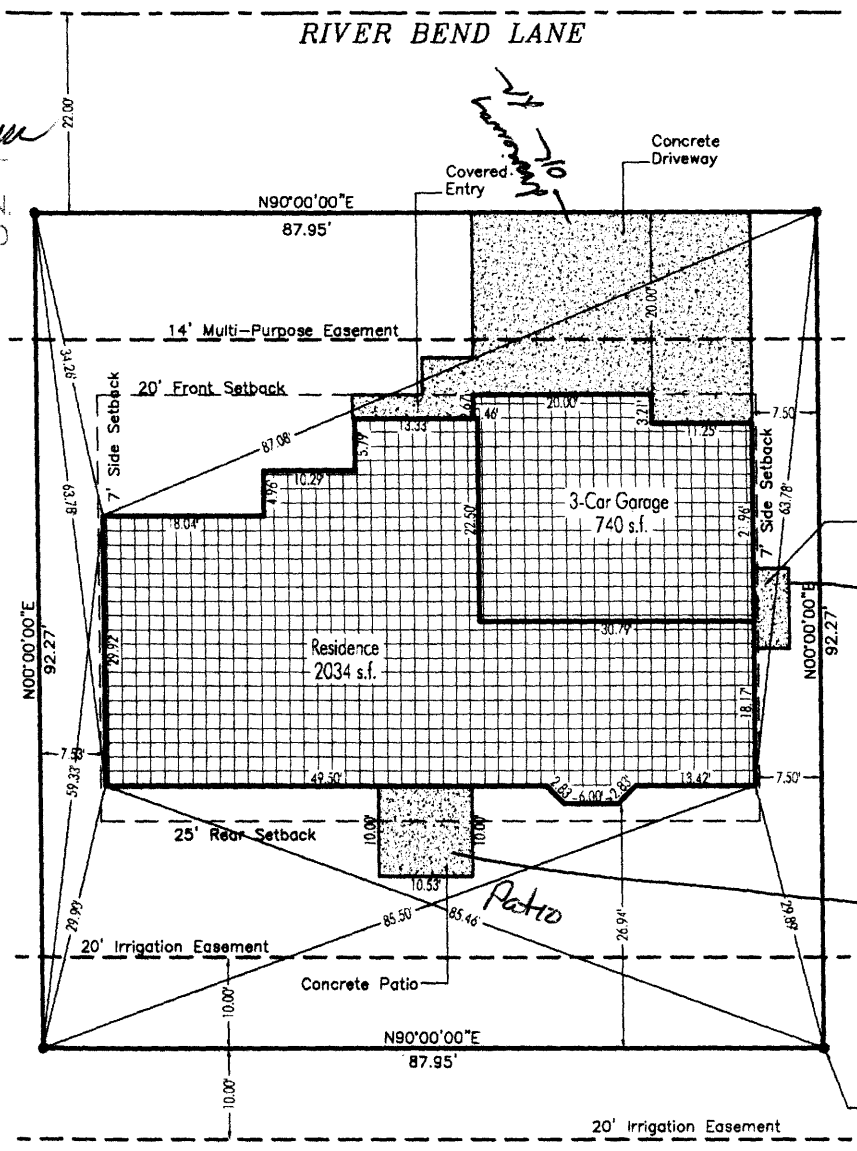 RIVER BEND LANE
22.00'
Concrete
Driveway
Covered
Entry
N90°00'00"E
87.95'
14' Multi-Purpose Easement
20.00'
34.26'
20' Front Setback
7' Side Setback
87.08'
13.33'
.46'
20.00'
3.21'
11.25'
7.50'
5.79'
10.29'
4.96'
18.04'
63.78'
22.50'
3-Car Garage
740 s.f.
21.96'
7' Side Setback
63.78'
30.79'
Residence
2034 s.f.
29.92'
N00°00'00"E
92.27'
N00°00'00"E
92.27'
18.17'
7.53'
59.33'
49.50'
2.83'
6.00'
2.83'
13.42'
7.50'
25' Rear Setback
10.00'
10.00'
10.53'
Patio
85.50'
85.46'
26.94'
29.90'
29.89'
20' Irrigation Easement
Concrete Patio
10.00'
N90°00'00"E
87.95'
10.00'
20' Irrigation Easement